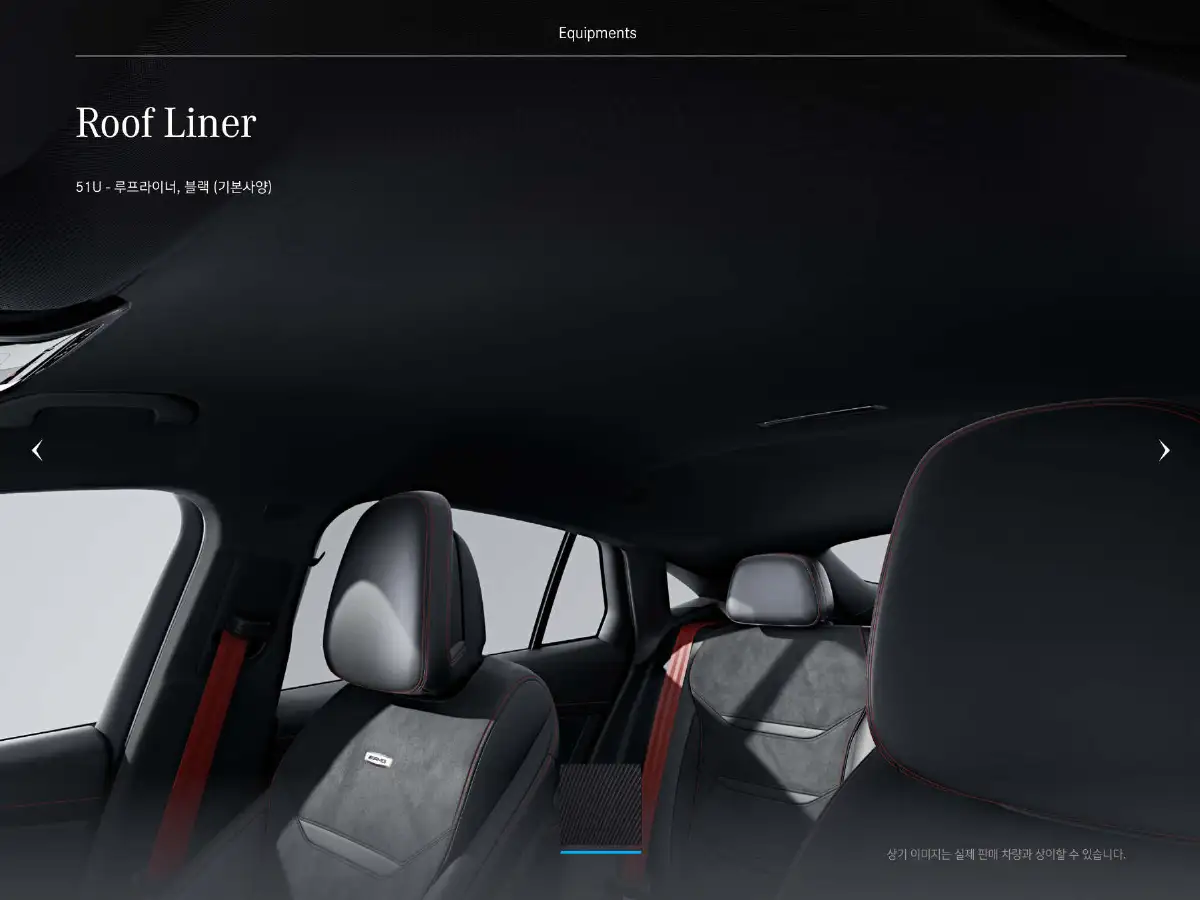 Equipments
Roof Liner
51U - 루프라이너, 블랙 (기본사양)
AMG
상기 이미지는 실제 판매 차량과 상이할 수 있습니다.